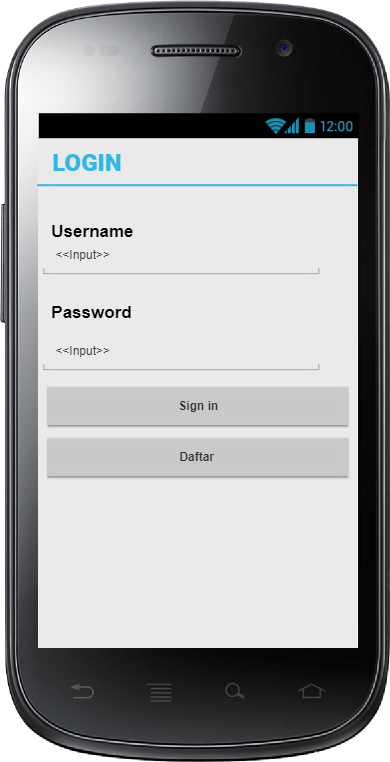 12:00
LOGIN
Username
<<Input>>
Password
<<Input>>
Sign in
Daftar